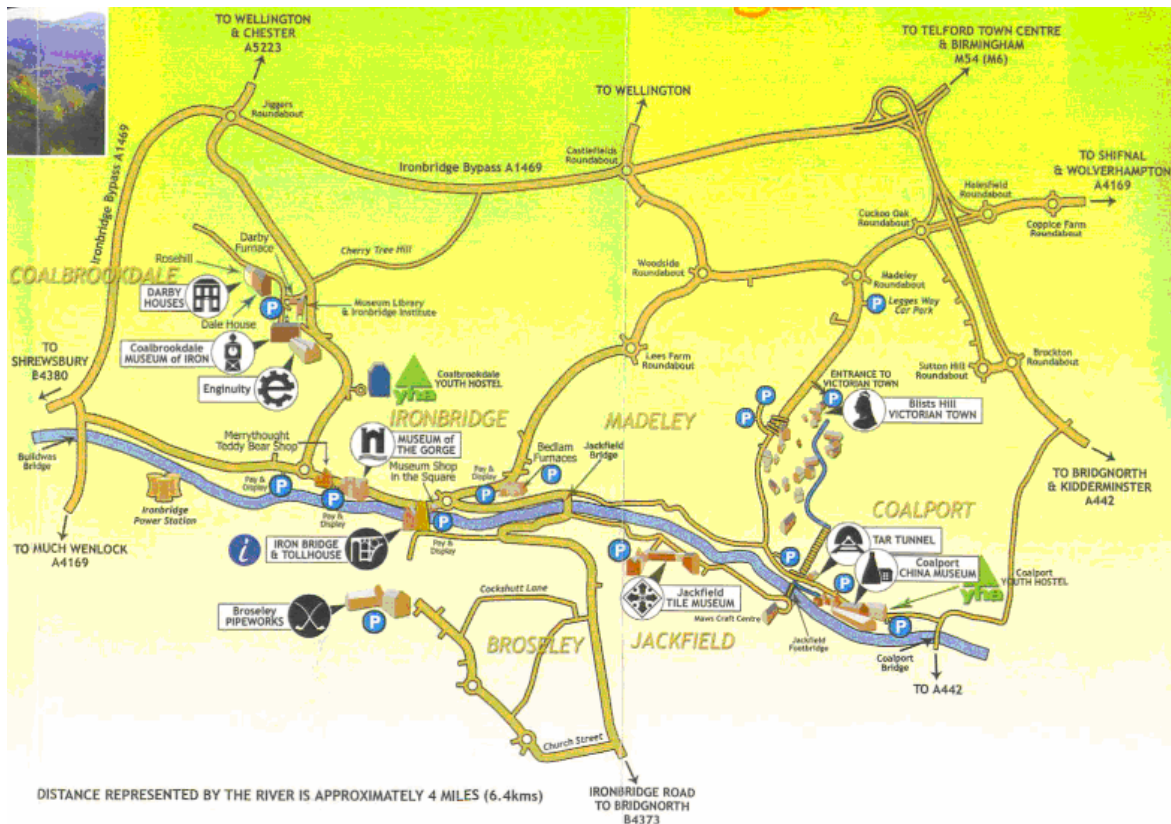 TO WELLINGTON
& CHESTER
A5223
TO TELFORD TOWN CENTRE
& BIRMINGHAM
M54 (M6)
TO WELLINGTON
Jiggers
Roundabout
Castlefields
Roundabout
Ironbridge Bypass A1469
Ironbridge Bypass A1469
TO SHIFNAL
& WOLVERHAMPTON
A4169
Halesfield
Roundabout
Cuckoo Oak
Roundabout
Coppice Farm
Roundabout
Darby
Furnace
Cherry Tree Hill
Rosehill
COALBROOKDALE
DARBY
HOUSES
Woodside
Roundabout
Madeley
Roundabout
P
Legges Way
Car Park
P
Museum Library
& Ironbridge Institute
Dale House
TO
SHREWSBURY
B4380
Coalbrookdale
MUSEUM of IRON
Enginuity
e
Lees Farm
Roundabout
Sutton Hill
Roundabout
Brockton
Roundabout
Coalbrookdale
YOUTH HOSTEL
yha
ENTRANCE TO
VICTORIAN TOWN
P
Blists Hill
VICTORIAN TOWN
P
P
IRONBRIDGE
MADELEY
MUSEUM of
THE GORGE
Merrythought
Teddy Bear Shop
Buildwas
Bridge
Museum Shop
in the Square
Pay &
Display
P
Bedlam
Furnaces
P
Jackfield
Bridge
Pay &
Display
P
P
Pay &
Display
Ironbridge
Power Station
TO BRIDGNORTH
& KIDDERMINSTER
A442
COALPORT
P
TO MUCH WENLOCK
A4169
i
IRON BRIDGE
& TOLLHOUSE
P
Pay &
Display
P
P
TAR TUNNEL
Coalport
CHINA MUSEUM
P
Coalport
YOUTH HOSTEL
yha
Cockshutt Lane
Broseley
PIPEWORKS
P
Jackfield
TILE MUSEUM
Maws Craft Centre
P
BROSELEY
JACKFIELD
Jackfield
Footbridge
Coalport
Bridge
TO A442
Church Street
DISTANCE REPRESENTED BY THE RIVER IS APPROXIMATELY 4 MILES (6.4kms)
IRONBRIDGE ROAD
TO BRIDGNORTH
B4373